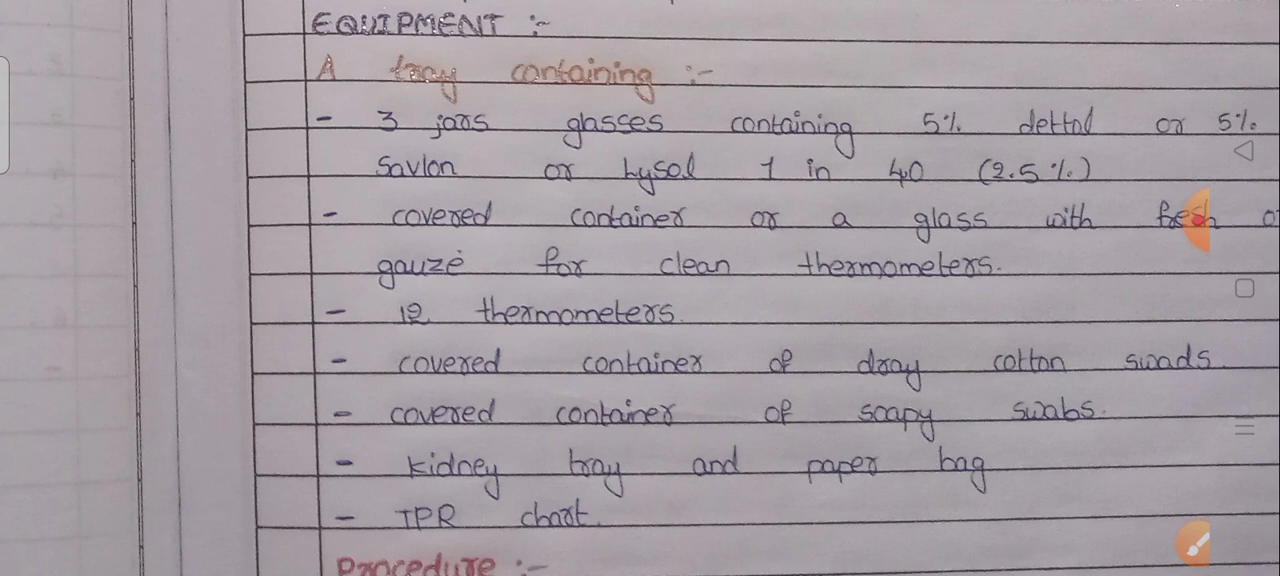 EQUIPMENT :-
A tray containing :-
- 3 jars glasses containing 5% dettol or 5%
Savlon or Lysol 1 in 40 (2.5%)
- covered container or a glass with fresh
gauze for clean thermometers.
- 12 thermometers.
- covered container of dray cotton swads.
- covered container of soapy swabs.
- kidney tray and paper bag
- TPR chart.
Procedure :-